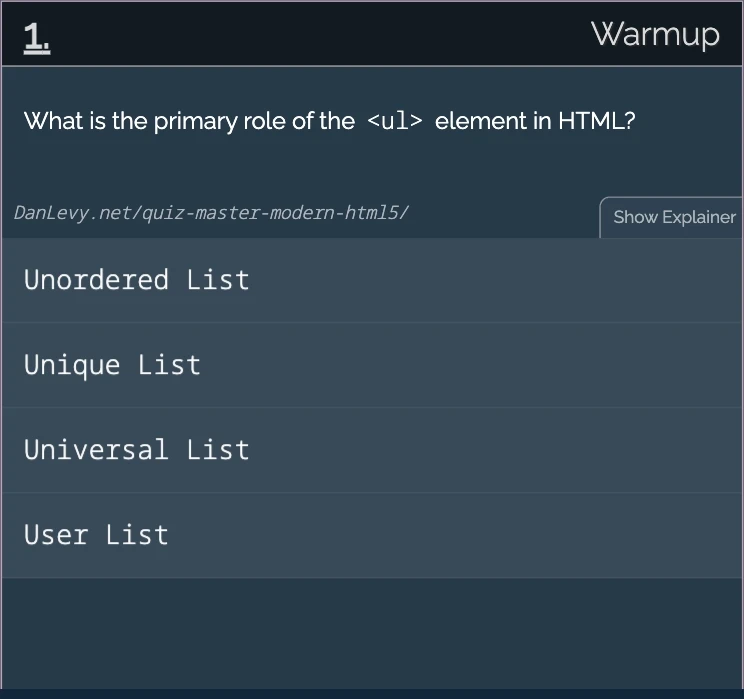 1.
Warmup
What is the primary role of the <ul> element in HTML?
DanLevy.net/quiz-master-modern-html5/
Show Explainer
Unordered List
Unique List
Universal List
User List